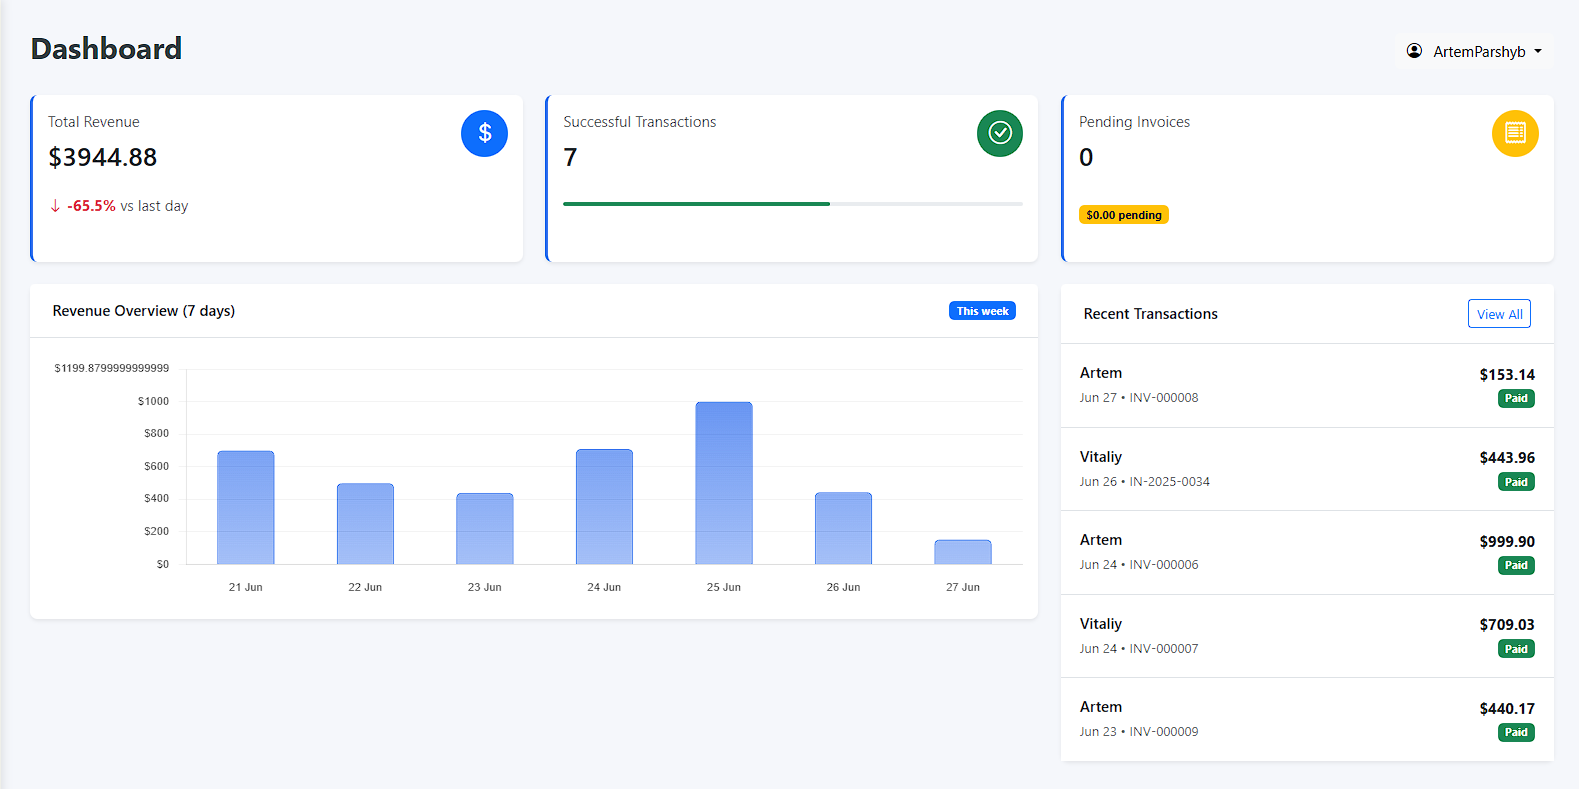 Dashboard
ArtemParshyb
Total Revenue
$3944.88
↓ -65.5% vs last day
$
Successful Transactions
7
Pending Invoices
0
$0.00 pending
Revenue Overview (7 days)
This week
$1199.8799999999999
$1000
$800
$600
$400
$200
$0
21 Jun
22 Jun
23 Jun
24 Jun
25 Jun
26 Jun
27 Jun
Recent Transactions
View All
Artem
$153.14
Jun 27 • INV-000008
Paid
Vitaliy
$443.96
Jun 26 • IN-2025-0034
Paid
Artem
$999.90
Jun 24 • INV-000006
Paid
Vitaliy
$709.03
Jun 24 • INV-000007
Paid
Artem
$440.17
Jun 23 • INV-000009
Paid